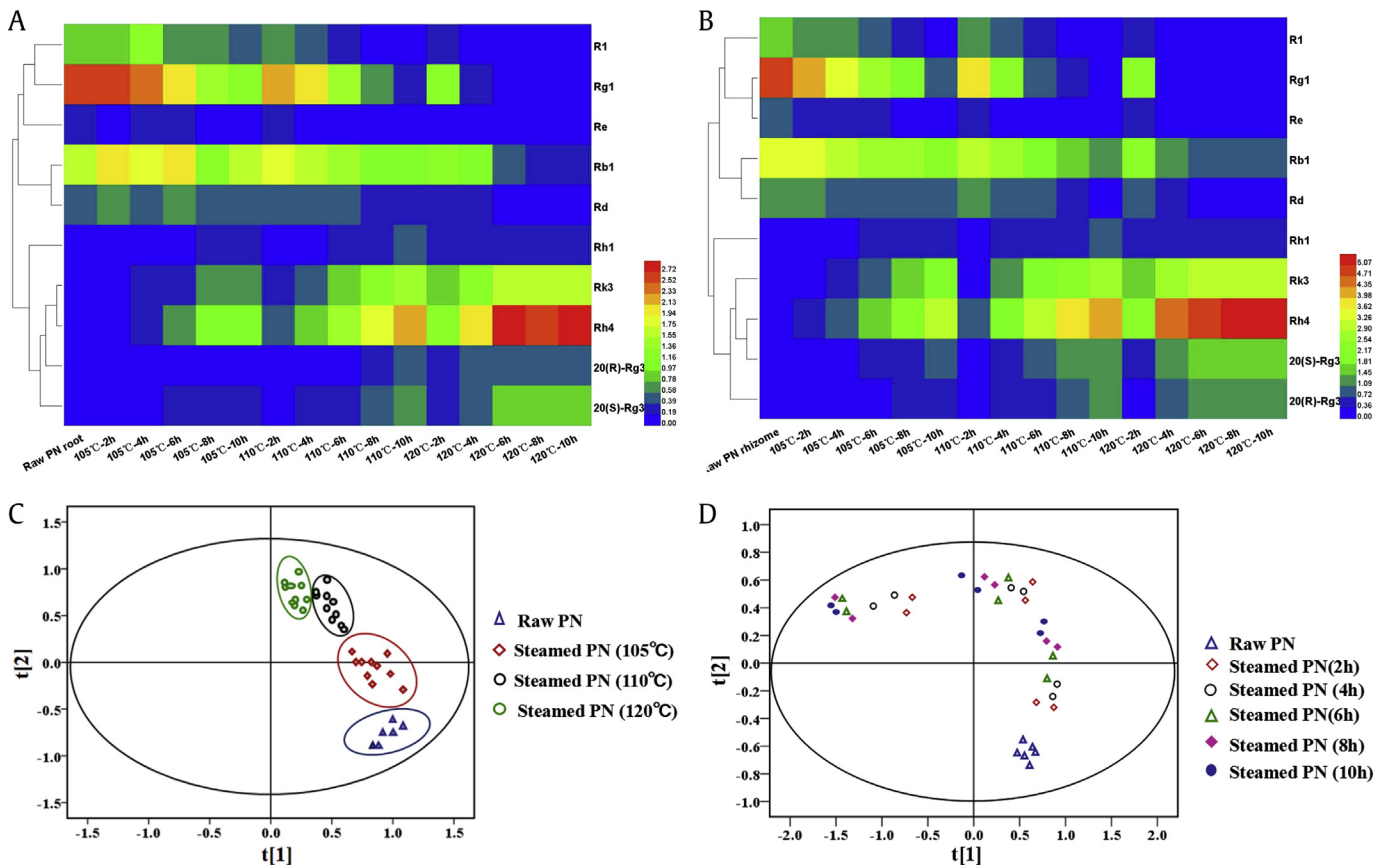 A
R1
Rg1
Re
Rb1
Rd
Rh1
Rk3
Rh4
20(R)-Rg3
20(S)-Rg3
2.72
2.52
2.33
2.13
1.94
1.75
1.55
1.36
1.16
0.97
0.78
0.58
0.39
0.19
0.00
Raw PN root
105℃-2h
105℃-4h
105℃-6h
105℃-8h
105℃-10h
110℃-2h
110℃-4h
110℃-6h
110℃-8h
110℃-10h
120℃-2h
120℃-4h
120℃-6h
120℃-8h
120℃-10h
B
R1
Rg1
Re
Rb1
Rd
Rh1
Rk3
Rh4
20(S)-Rg3
20(R)-Rg3
5.07
4.71
4.35
3.98
3.62
3.26
2.90
2.54
2.17
1.81
1.45
1.09
0.72
0.36
0.00
aw PN rhizome
105℃-2h
105℃-4h
105℃-6h
105℃-8h
105℃-10h
110℃-2h
110℃-4h
110℃-6h
110℃-8h
110℃-10h
120℃-2h
120℃-4h
120℃-6h
120℃-8h
120℃-10h
C
t[2]
1.5
1.0
0.5
0.0
-0.5
-1.0
-1.5
-1.5
-1.0
-0.5
0.0
0.5
1.0
1.5
t[1]
Raw PN
Steamed PN (105℃)
Steamed PN (110℃)
Steamed PN (120℃)
D
t[2]
1.0
0.8
0.6
0.4
0.2
0.0
-0.2
-0.4
-0.6
-0.8
-1.0
-2.0
-1.5
-1.0
-0.5
0.0
0.5
1.0
1.5
2.0
t[1]
Raw PN
Steamed PN(2h)
Steamed PN (4h)
Steamed PN(6h)
Steamed PN (8h)
Steamed PN (10h)